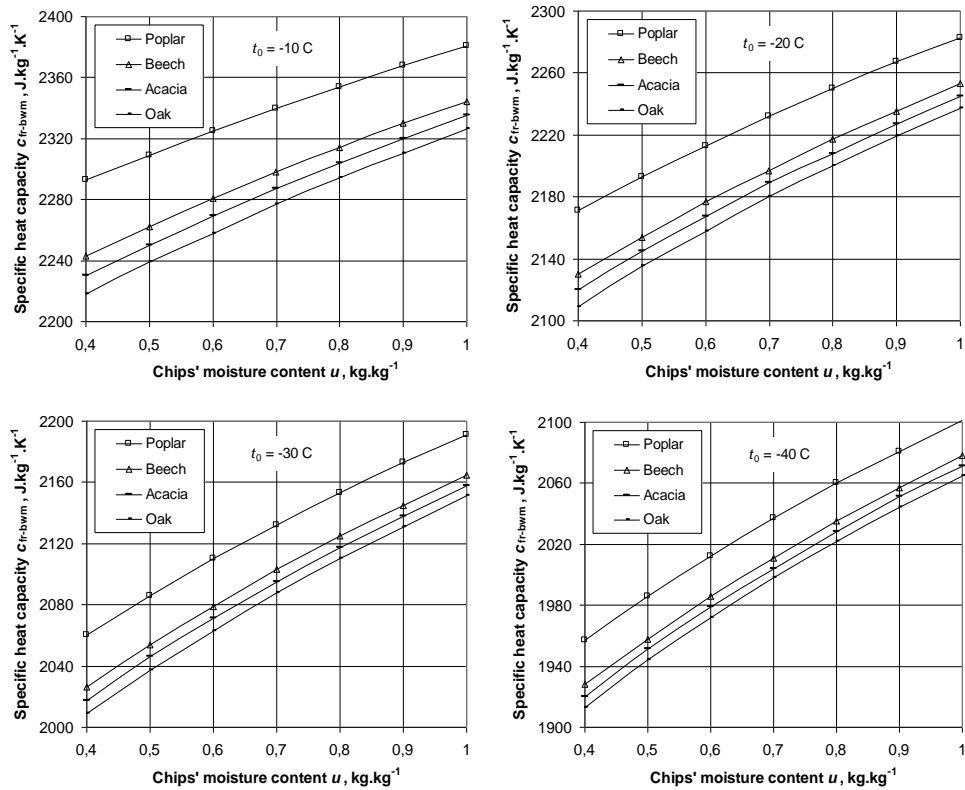 Specific heat capacity cfr-bwm, J.kg-1.K-1
2400
2360
2320
2280
2240
2200
Poplar
Beech
Acacia
Oak
t0 = -10 C
0,4 0,5 0,6 0,7 0,8 0,9 1
Chips' moisture content u, kg.kg-1
Specific heat capacity cfr-bwm, J.kg-1.K-1
2300
2260
2220
2180
2140
2100
Poplar
Beech
Acacia
Oak
t0 = -20 C
0,4 0,5 0,6 0,7 0,8 0,9 1
Chips' moisture content u, kg.kg-1
Specific heat capacity cfr-bwm, J.kg-1.K-1
2200
2160
2120
2080
2040
2000
Poplar
Beech
Acacia
Oak
t0 = -30 C
0,4 0,5 0,6 0,7 0,8 0,9 1
Chips' moisture content u, kg.kg-1
Specific heat capacity cfr-bwm, J.kg-1.K-1
2100
2060
2020
1980
1940
1900
Poplar
Beech
Acacia
Oak
t0 = -40 C
0,4 0,5 0,6 0,7 0,8 0,9 1
Chips' moisture content u, kg.kg-1